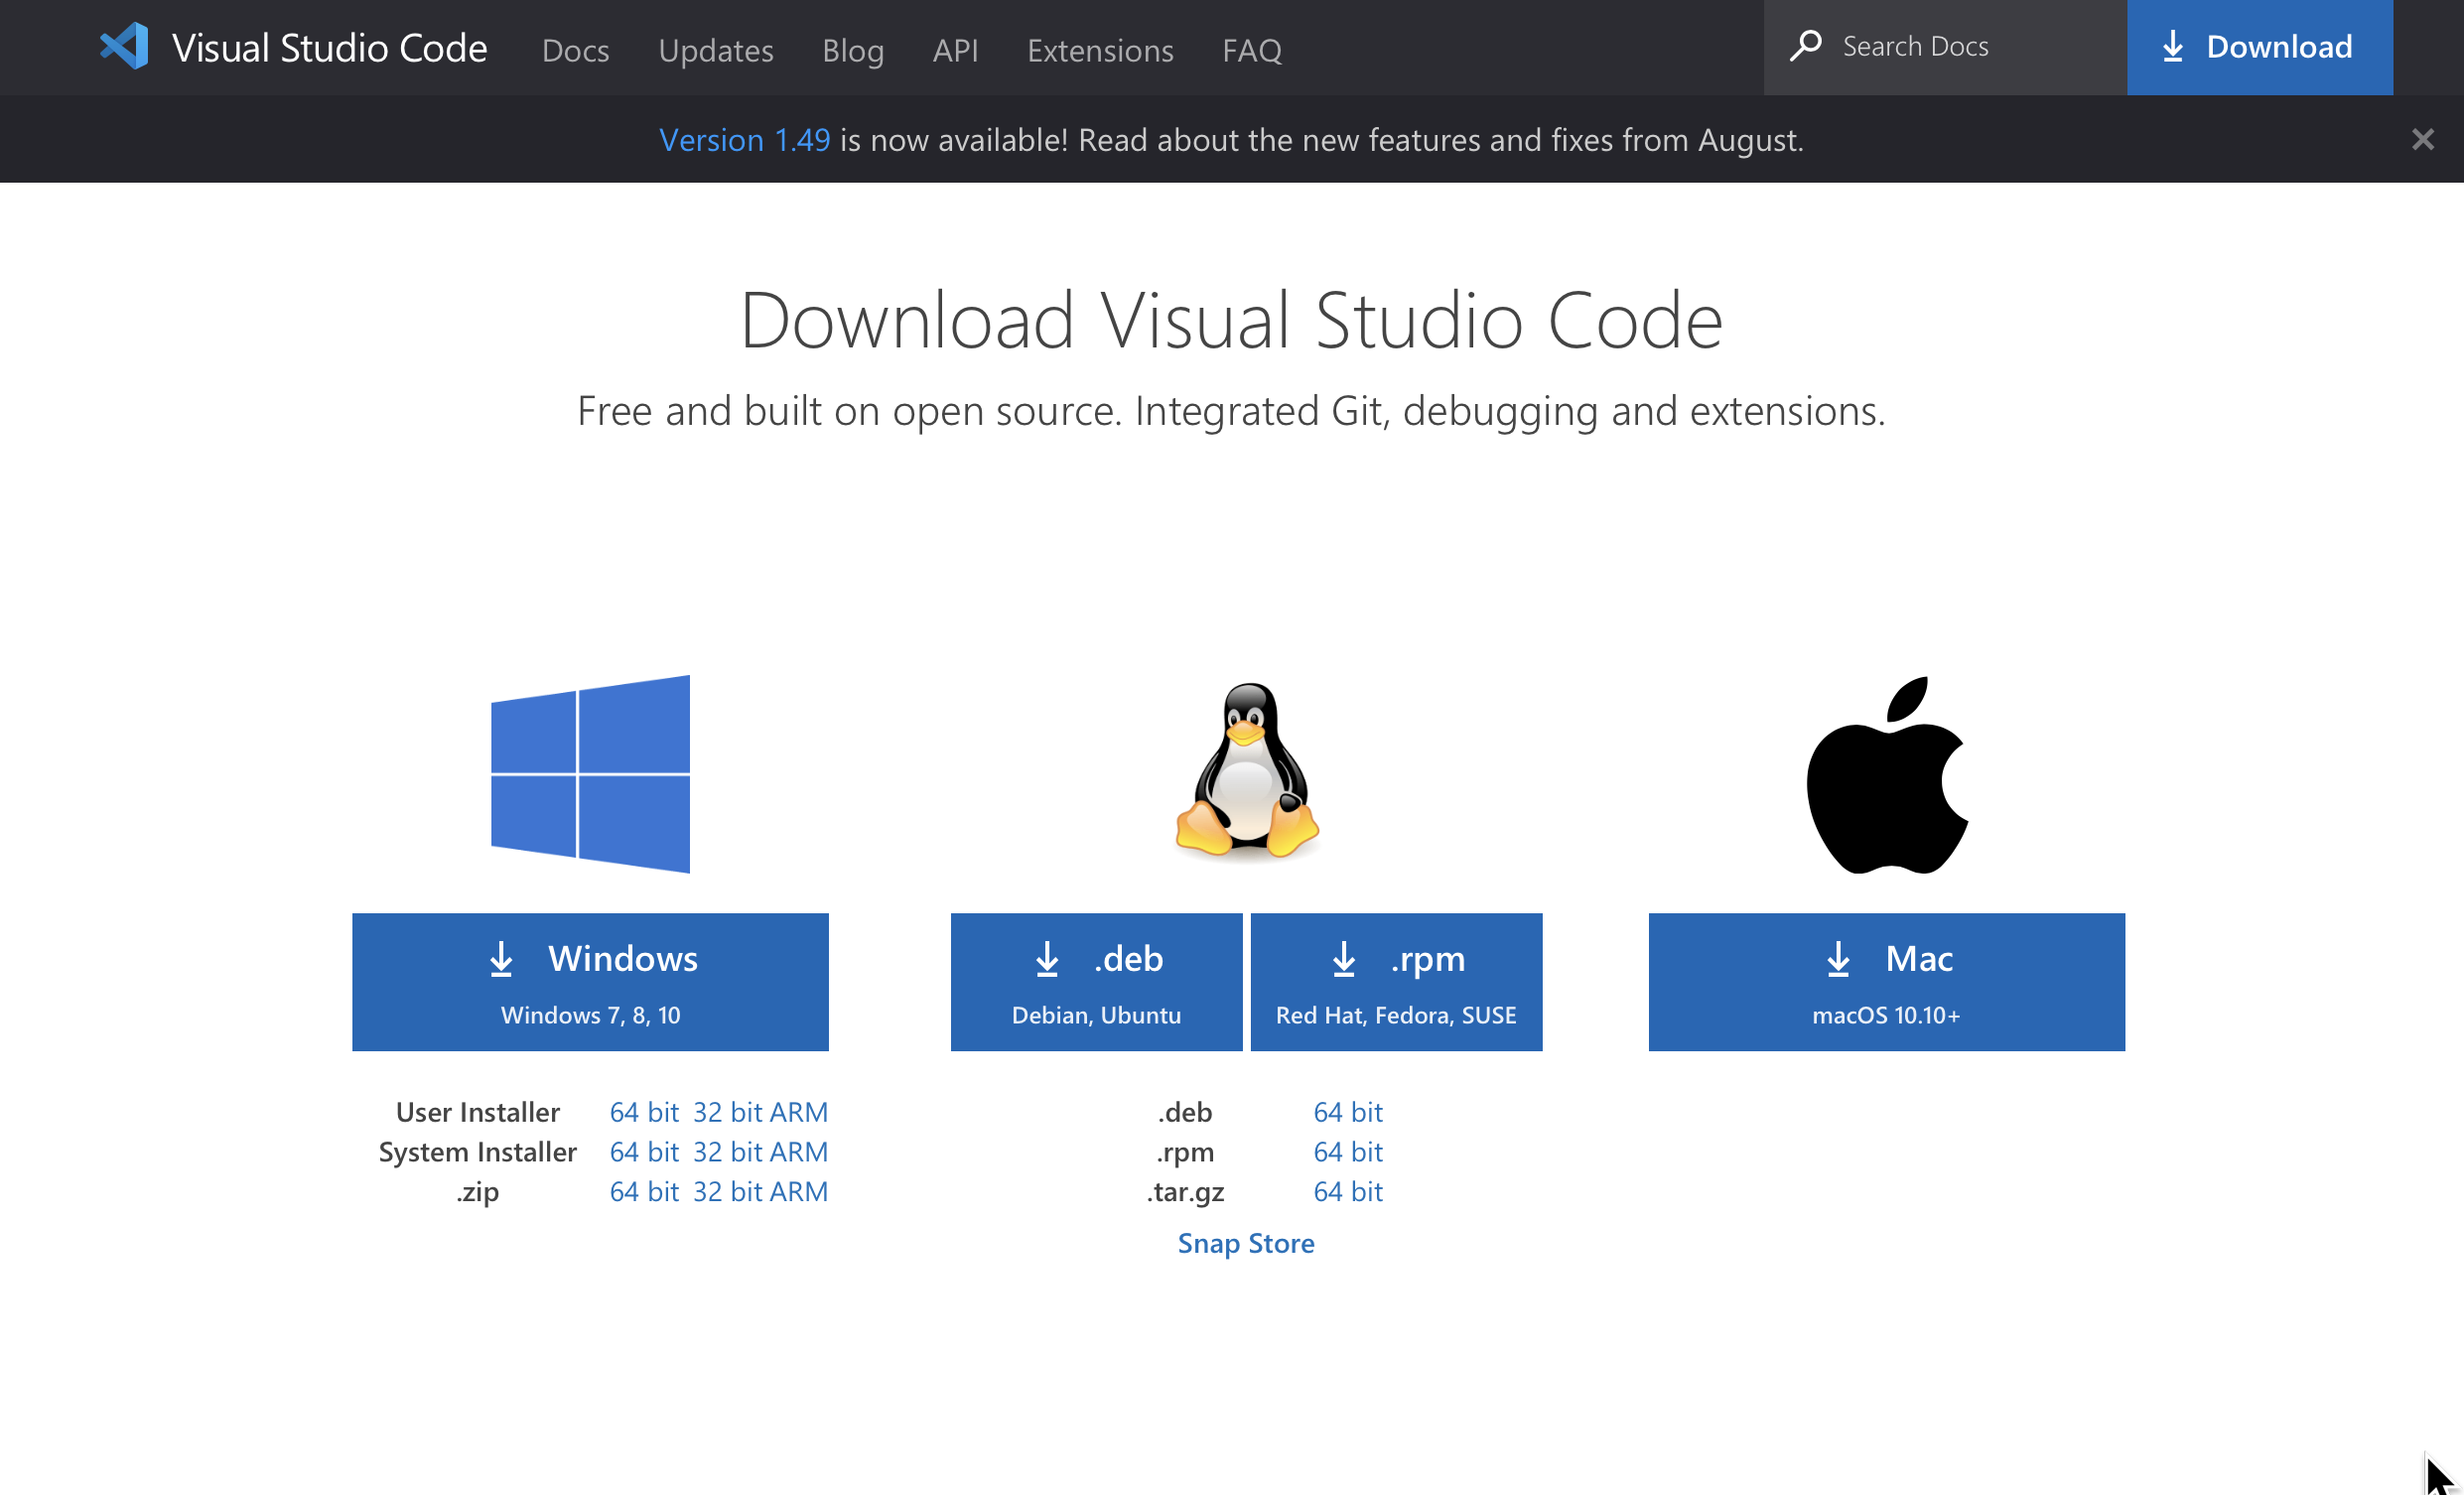 Visual Studio Code Docs Updates Blog API Extensions FAQ Search Docs Download
Version 1.49 is now available! Read about the new features and fixes from August.
Download Visual Studio Code
Free and built on open source. Integrated Git, debugging and extensions.
Windows
Windows 7, 8, 10
User Installer 64 bit 32 bit ARM
System Installer 64 bit 32 bit ARM
.zip 64 bit 32 bit ARM
.deb
Debian, Ubuntu
.rpm
Red Hat, Fedora, SUSE
.deb 64 bit
.rpm 64 bit
.tar.gz 64 bit
Snap Store
Mac
macOS 10.10+